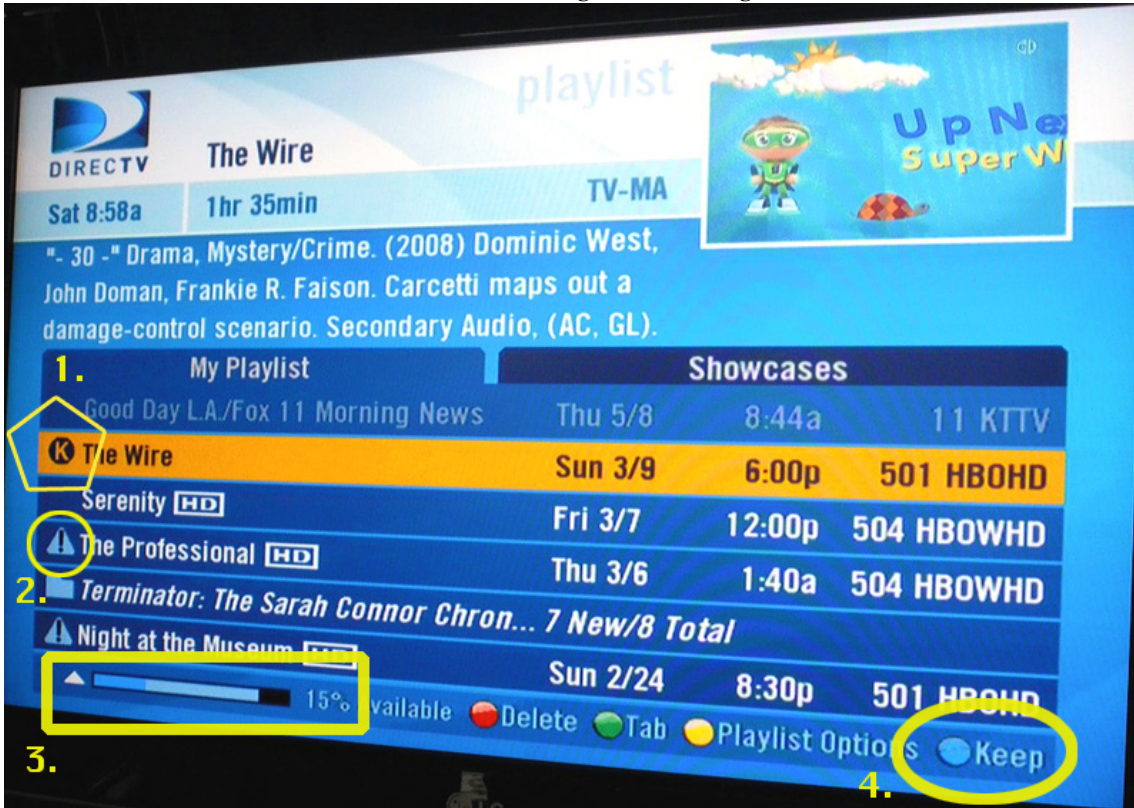 playlist
DIRECTV
The Wire
Sat 8:58a
1hr 35min
TV-MA
Up Ne
Super W
"- 30 -" Drama, Mystery/Crime. (2008) Dominic West,
John Doman, Frankie R. Faison. Carcetti maps out a
damage-control scenario. Secondary Audio, (AC, GL).
1.
My Playlist
Showcases
Good Day L.A./Fox 11 Morning News Thu 5/8 8:44a 11 KTTV
K The Wire Sun 3/9 6:00p 501 HBOHD
Serenity HD Fri 3/7 12:00p 504 HBOWHD
The Professional HD Thu 3/6 1:40a 504 HBOWHD
2.
Terminator: The Sarah Connor Chron... 7 New/8 Total
Night at the Museum HD Sun 2/24 8:30p 501 HBOHD
15% vailable Delete Tab Playlist Options Keep
3.
4.